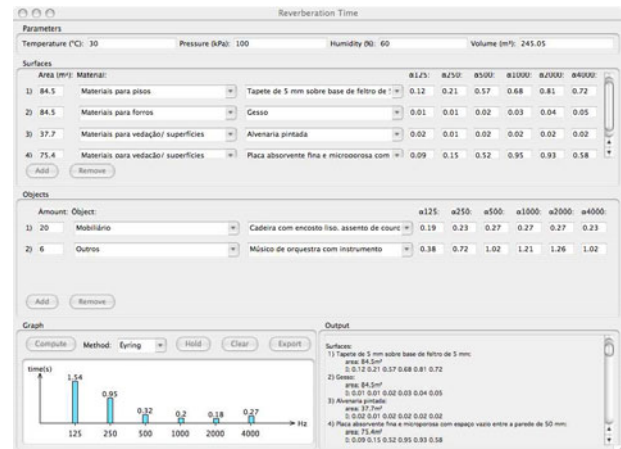 Reverberation Time
Parameters
Temperature (°C): 30 Pressure (kPa): 100 Humidity (%): 60 Volume (m³): 245.05
Surfaces
Area (m²): Material: α125: α250: α500: α1000: α2000: α4000:
1) 84.5 Materiais para pisos Tapete de 5 mm sobre base de feltro de 0.12 0.21 0.57 0.68 0.81 0.72
2) 84.5 Materiais para forros Gesso 0.01 0.01 0.02 0.03 0.04 0.05
3) 37.7 Materiais para vedação/ superfícies Alvenaria pintada 0.02 0.01 0.02 0.02 0.02 0.02
4) 75.4 Materiais para vedação/ superfícies Placa absorvente fina e microporosa com 0.09 0.15 0.52 0.95 0.93 0.58
Add Remove
Objects
Amount: Object: α125: α250: α500: α1000: α2000: α4000:
1) 20 Mobiliário Cadeira com encosto liso, assento de courc 0.19 0.23 0.27 0.27 0.27 0.23
2) 6 Outros Músico de orquestra com instrumento 0.38 0.72 1.02 1.21 1.26 1.02
Add Remove
Graph
Compute Method: Eyring Hold Clear Export
time(s)
1.54 0.95 0.32 0.2 0.18 0.27
Hz
125 250 500 1000 2000 4000
Output
Surfaces:
1) Tapete de 5 mm sobre base de feltro de 5 mm:
area: 84.5m²
0.12 0.21 0.57 0.68 0.81 0.72
2) Gesso:
area: 84.5m²
0.01 0.01 0.02 0.03 0.04 0.05
3) Alvenaria pintada:
area: 37.7m²
0.02 0.01 0.02 0.02 0.02 0.02
4) Placa absorvente fina e microporosa com espaço vazio entre a parede de 50 mm:
area: 75.4m²
0.09 0.15 0.52 0.95 0.93 0.58